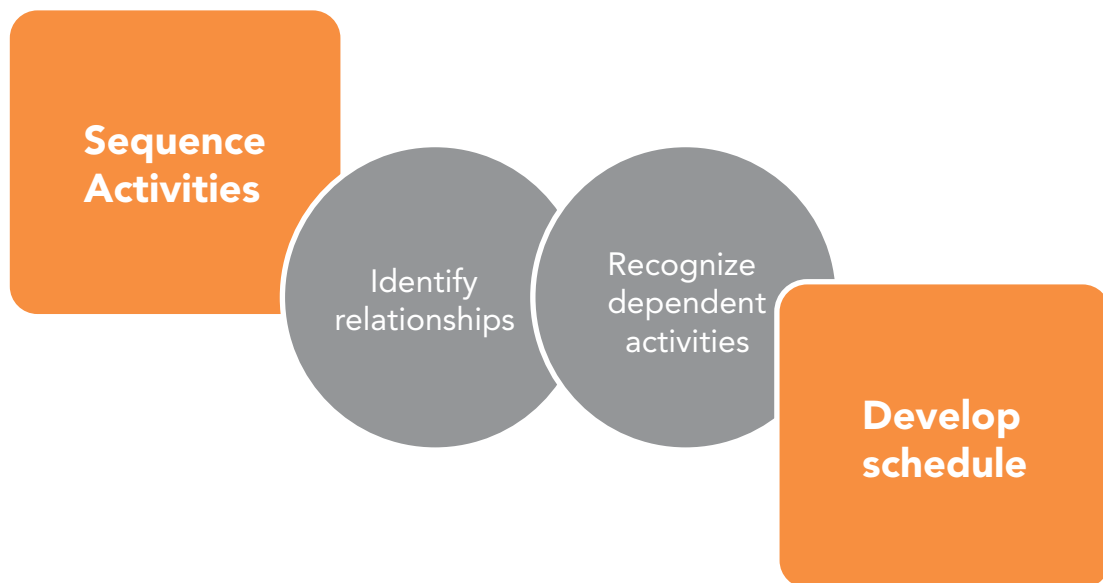 Sequence
Activities
Identify
relationships
Recognize
dependent
activities
Develop
schedule